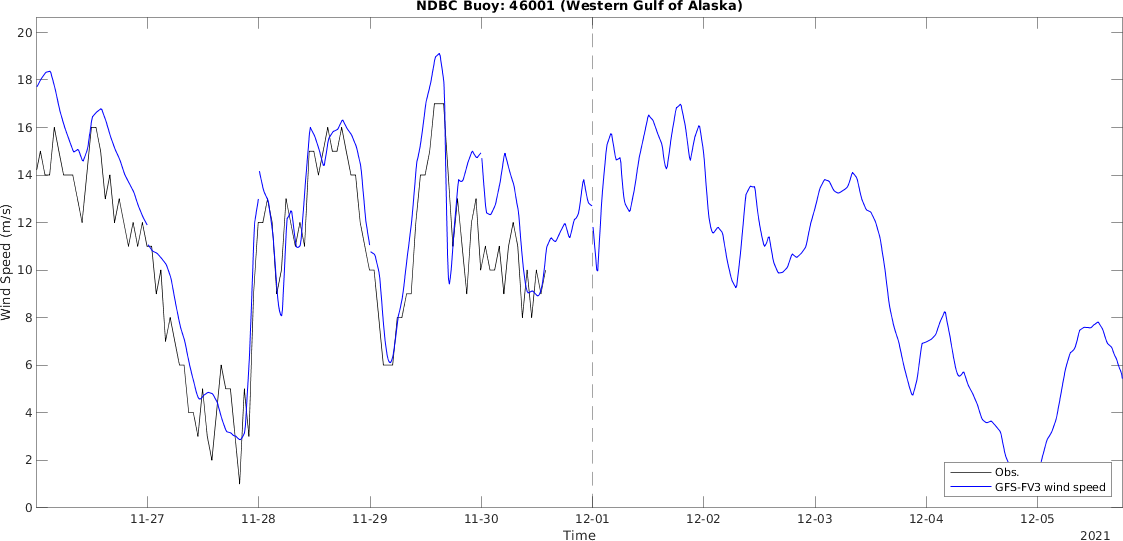 NDBC Buoy: 46001 (Western Gulf of Alaska)
Wind Speed (m/s)
20
18
16
14
12
10
8
6
4
2
0
Obs.
GFS-FV3 wind speed
11-27 11-28 11-29 11-30 12-01 12-02 12-03 12-04 12-05
Time
2021